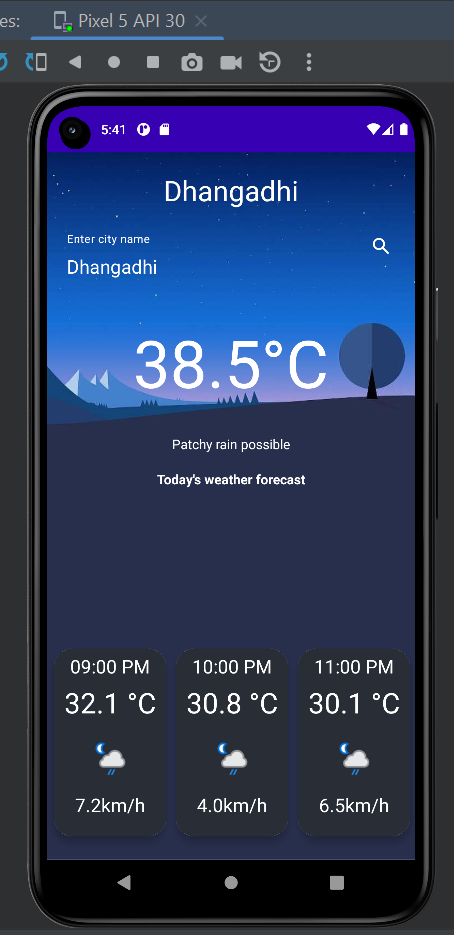 es:
Pixel 5 API 30
5:41
Dhangadhi
Enter city name
Dhangadhi
38.5°C
Patchy rain possible
Today's weather forecast
09:00 PM 10:00 PM 11:00 PM
32.1 °C 30.8 °C 30.1 °C
7.2km/h 4.0km/h 6.5km/h